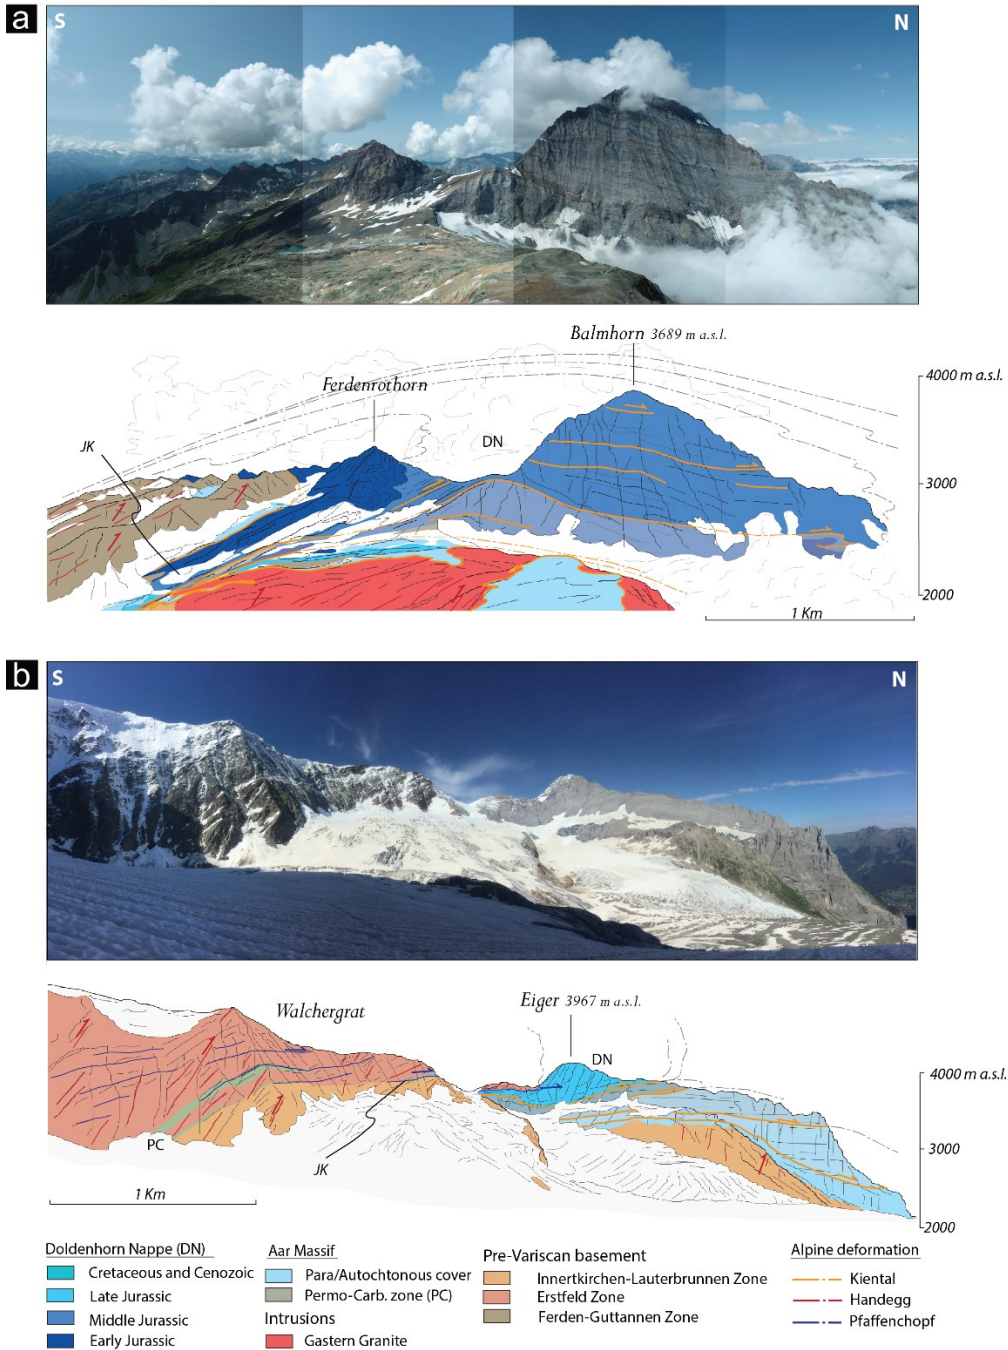 a
S N
Balmhorn 3689 m a.s.l.
4000 m a.s.l.
Ferdenrothorn
JK
DN
3000
2000
1 Km
b
S N
Walchergrat
Eiger 3967 m a.s.l.
DN
4000 m a.s.l.
PC
JK
3000
1 Km
2000
Doldenhorn Nappe (DN)
Cretaceous and Cenozoic
Late Jurassic
Middle Jurassic
Early Jurassic
Aar Massif
Para/Autochtonous cover
Permo-Carb. zone (PC)
Intrusions
Gastern Granite
Pre-Variscan basement
Innertkirchen-Lauterbrunnen Zone
Erstfeld Zone
Ferden-Guttannen Zone
Alpine deformation
Kiental
Handegg
Pfaffenchopf